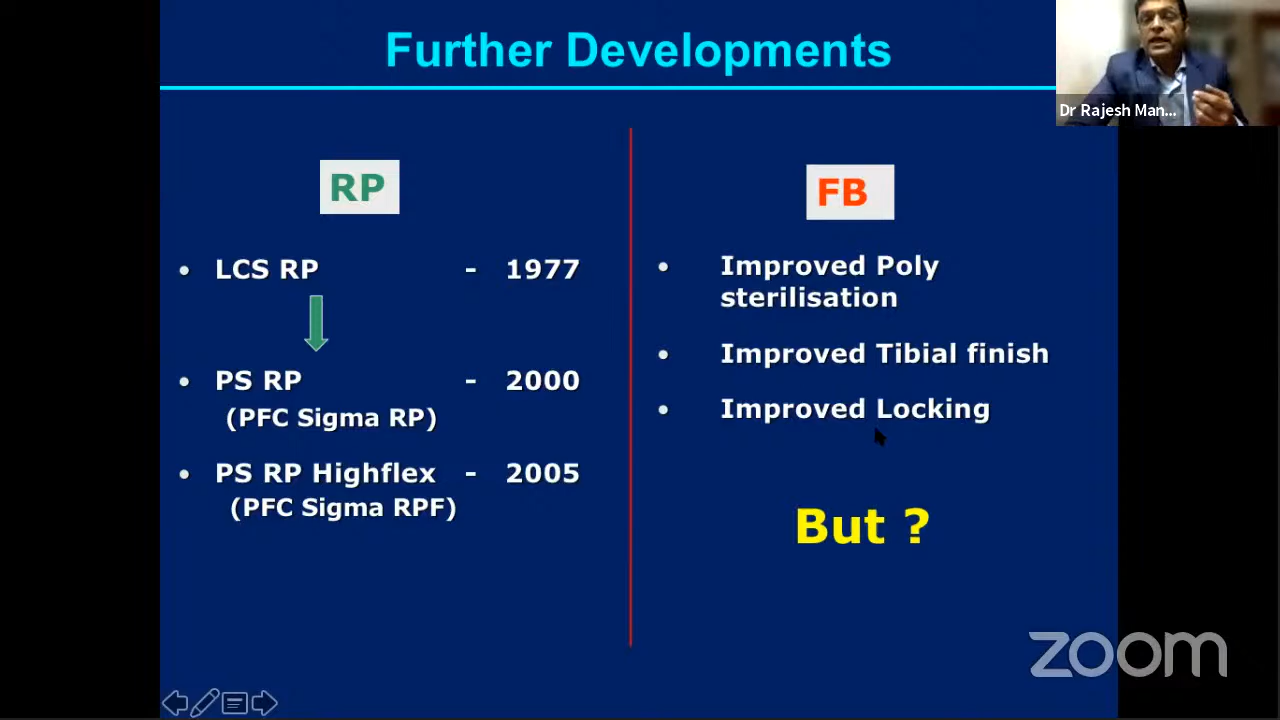 Further Developments
Dr Rajesh Man...
RP
• LCS RP - 1977
• PS RP - 2000
(PFC Sigma RP)
• PS RP Highflex - 2005
(PFC Sigma RPF)
FB
• Improved Poly
sterilisation
• Improved Tibial finish
• Improved Locking
But ?
zoom